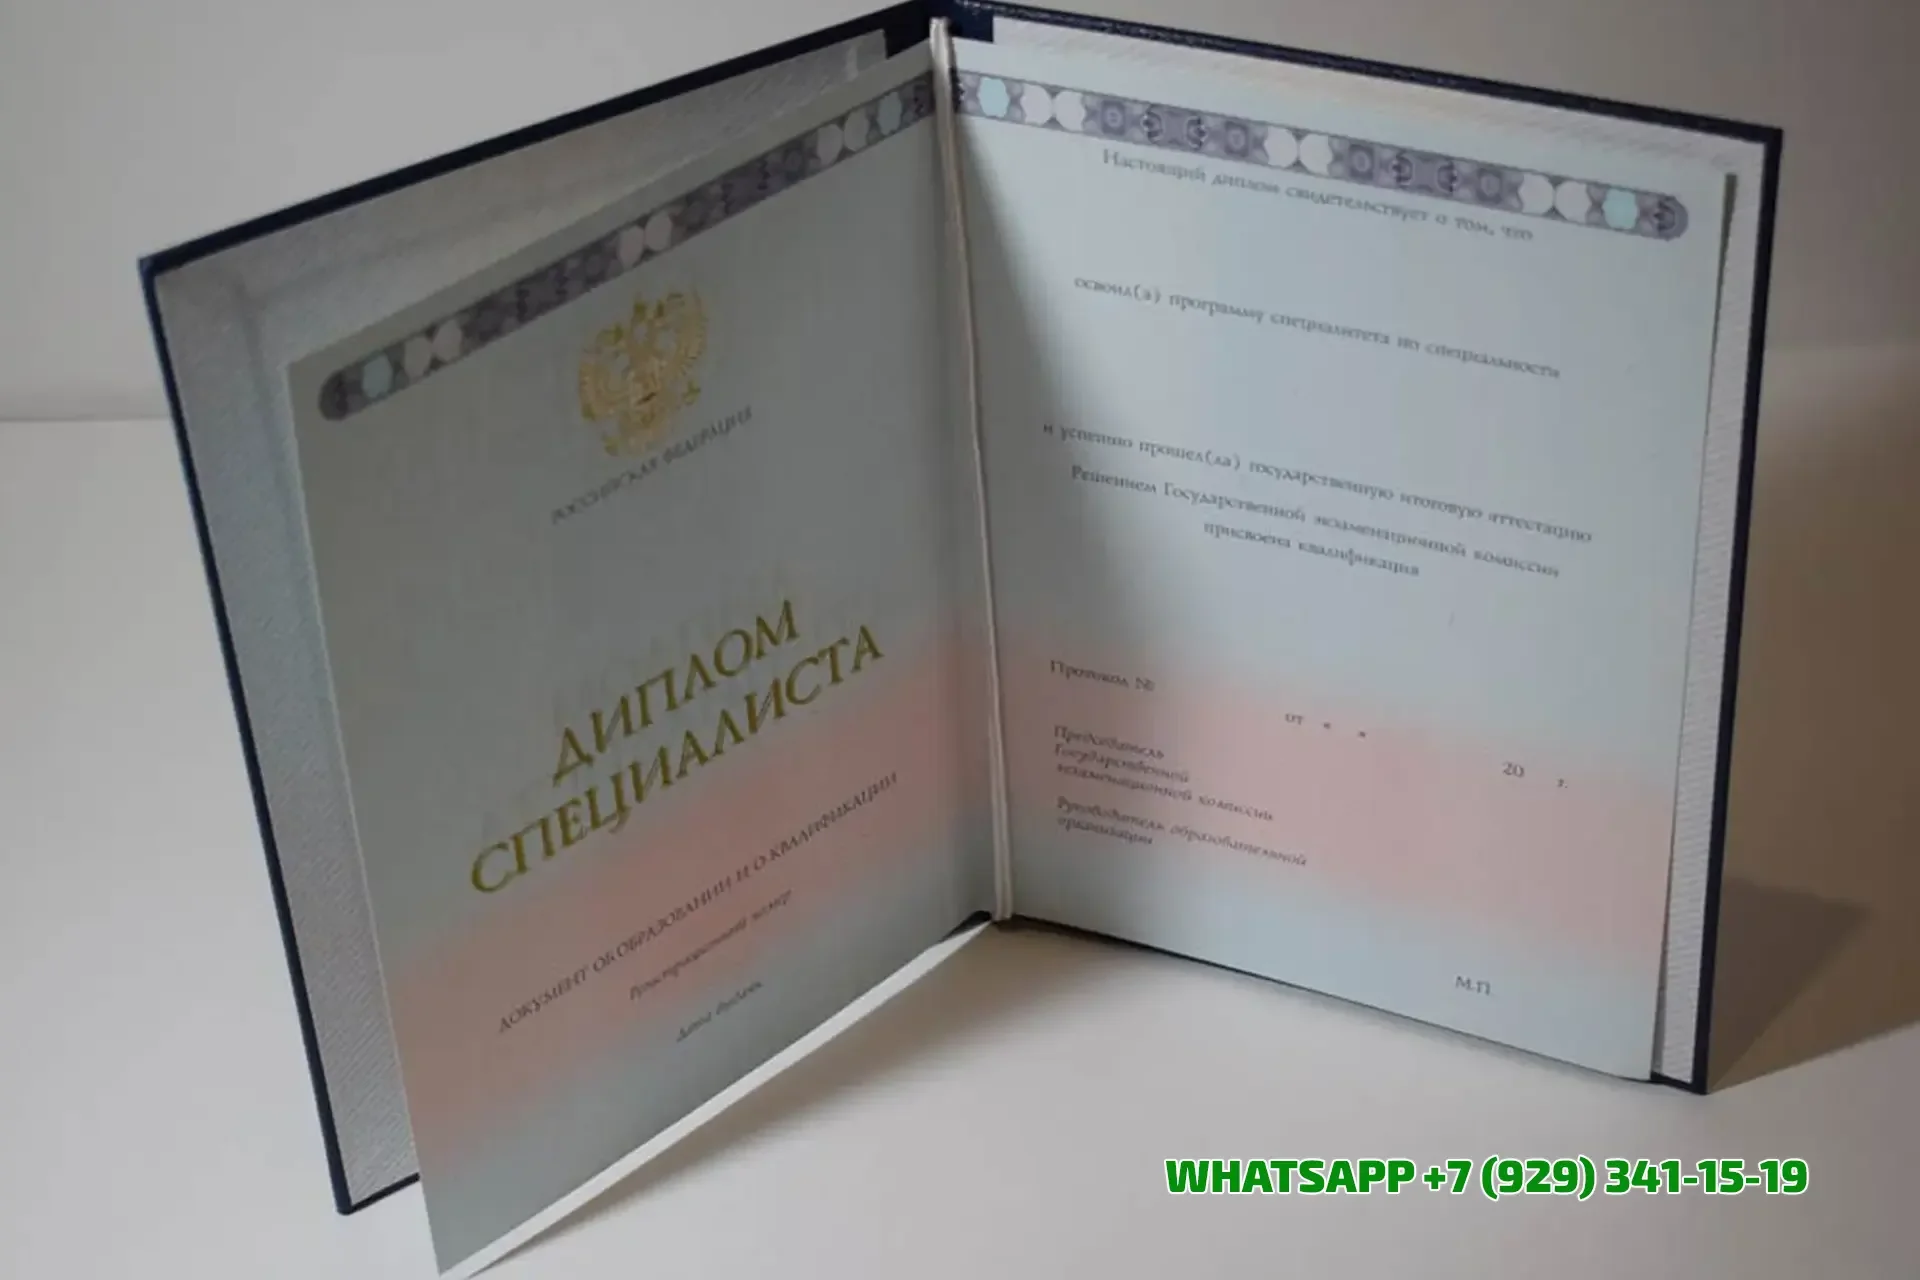 РОССИЙСКАЯ ФЕДЕРАЦИЯ
ДИПЛОМ
СПЕЦИАЛИСТА
ДОКУМЕНТ ОБ ОБРАЗОВАНИИ И О КВАЛИФИКАЦИИ
Регистрационный номер
Дата выдачи
Настоящий диплом свидетельствует о том, что
освоил(а) программу специалитета по специальности
и успешно прошел(ла) государственную итоговую аттестацию
Решением Государственной экзаменационной комиссии
присвоена квалификация
Протокол №
от « »
20 г.
Председатель
Государственной
экзаменационной комиссии
Руководитель образовательной
организации
М.П.
WHATSAPP +7 (929) 341-15-19